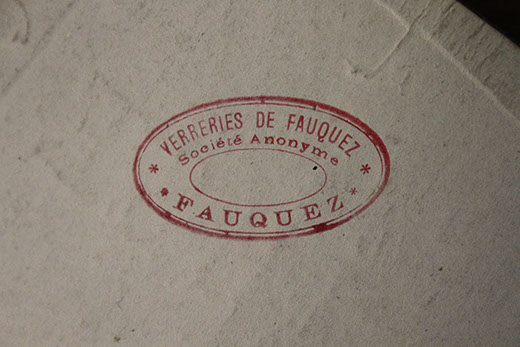 * VERRERIES DE FAUQUEZ *
Société Anonyme
* FAUQUEZ *